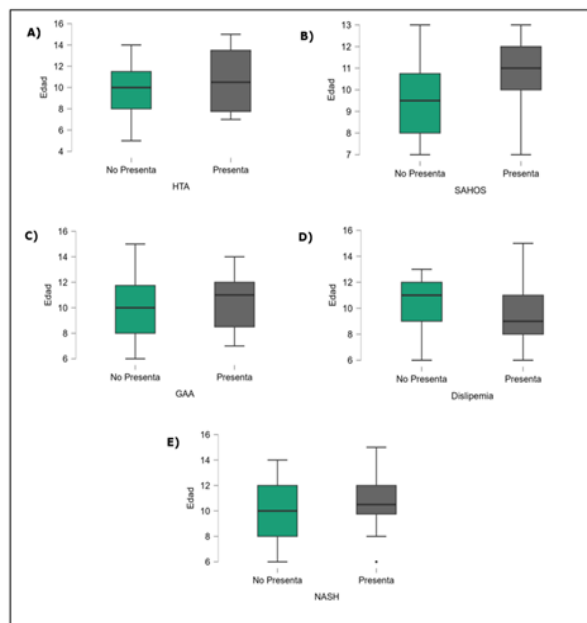 A)
Edad
16
14
12
10
8
6
4
No Presenta Presenta
HTA
B)
Edad
13
12
11
10
9
8
7
No Presenta Presenta
SAHOS
C)
Edad
16
14
12
10
8
6
No Presenta Presenta
GAA
D)
Edad
16
14
12
10
8
6
No Presenta Presenta
Dislipemia
E)
Edad
16
14
12
10
8
6
No Presenta Presenta
NASH